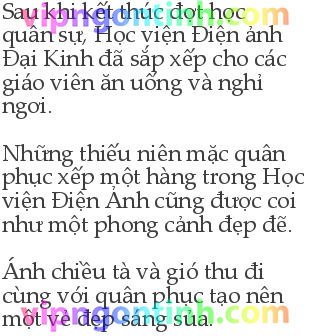 Sau khi kết thúc đợt học
quân sự, Học viện Điện ảnh
Đại Kinh đã sắp xếp cho các
giáo viên ăn uống và nghỉ
ngơi.
Những thiếu niên mặc quân
phục xếp một hàng trong Học
viện Điện Ảnh cũng được coi
như một phong cảnh đẹp đẽ.
Ánh chiều tà và gió thu đi
cùng với quân phục tạo nên
một vẻ đẹp sáng sủa.
vipngontinh.com
vipngontinh.com